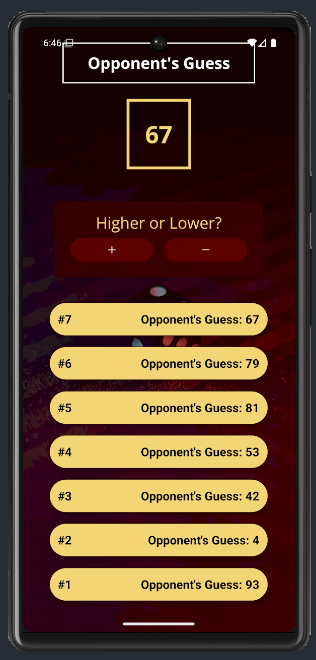 6:46
Opponent's Guess
67
Higher or Lower?
+ −
#7 Opponent's Guess: 67
#6 Opponent's Guess: 79
#5 Opponent's Guess: 81
#4 Opponent's Guess: 53
#3 Opponent's Guess: 42
#2 Opponent's Guess: 4
#1 Opponent's Guess: 93